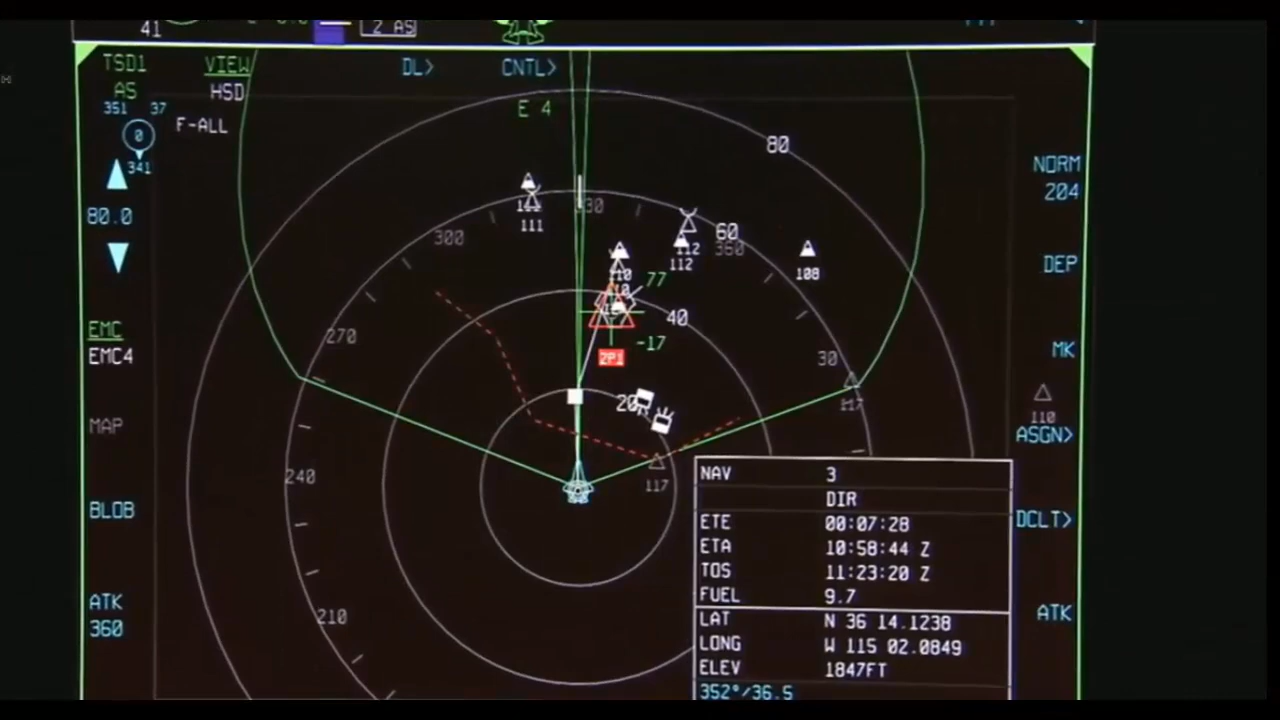 41
2 AS
TSD1
VIEW
DL>
CNTL>
AS
HSD
351 37
E 4
F-ALL
0
80
341
NORM
204
80.0
111
300
60
360
112
112
108
DEP
110
77
40
-17
270
EMC
EMC4
2P1
30
MK
20
117
110
ASGN>
MAP
240
117
NAV 3
DIR
BLOB
ETE 00:07:28
DCLT>
ETA 10:58:44 Z
TOS 11:23:20 Z
FUEL 9.7
ATK
360
210
LAT N 36 14.1238
ATK
LONG W 115 02.0849
ELEV 1847FT
352°/36.5